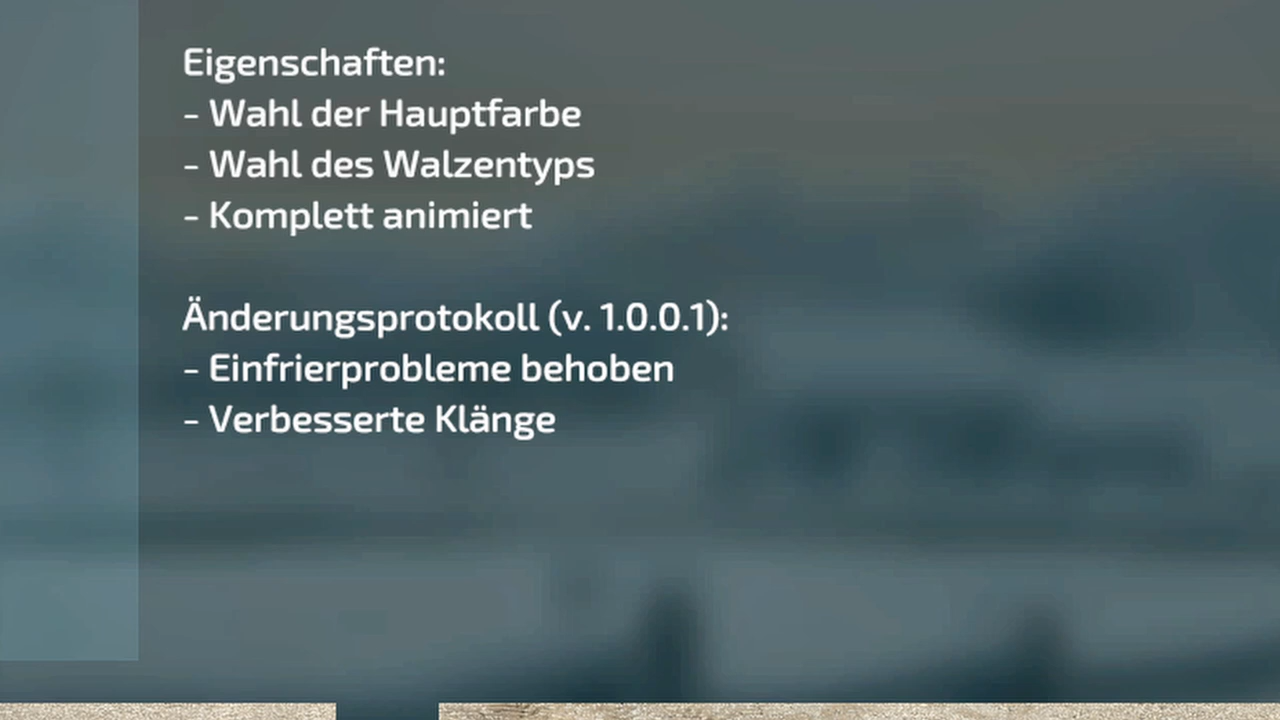 Eigenschaften:
- Wahl der Hauptfarbe
- Wahl des Walzentyps
- Komplett animiert
Änderungsprotokoll (v. 1.0.0.1):
- Einfrierprobleme behoben
- Verbesserte Klänge